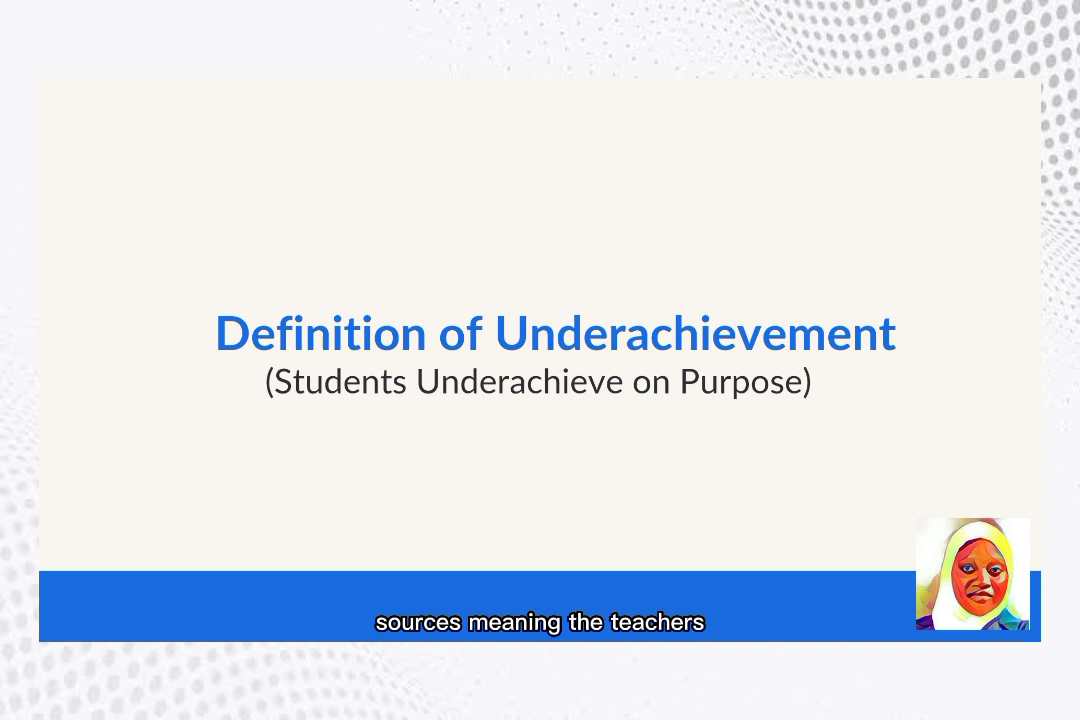 Definition of Underachievement
(Students Underachieve on Purpose)
sources meaning the teachers